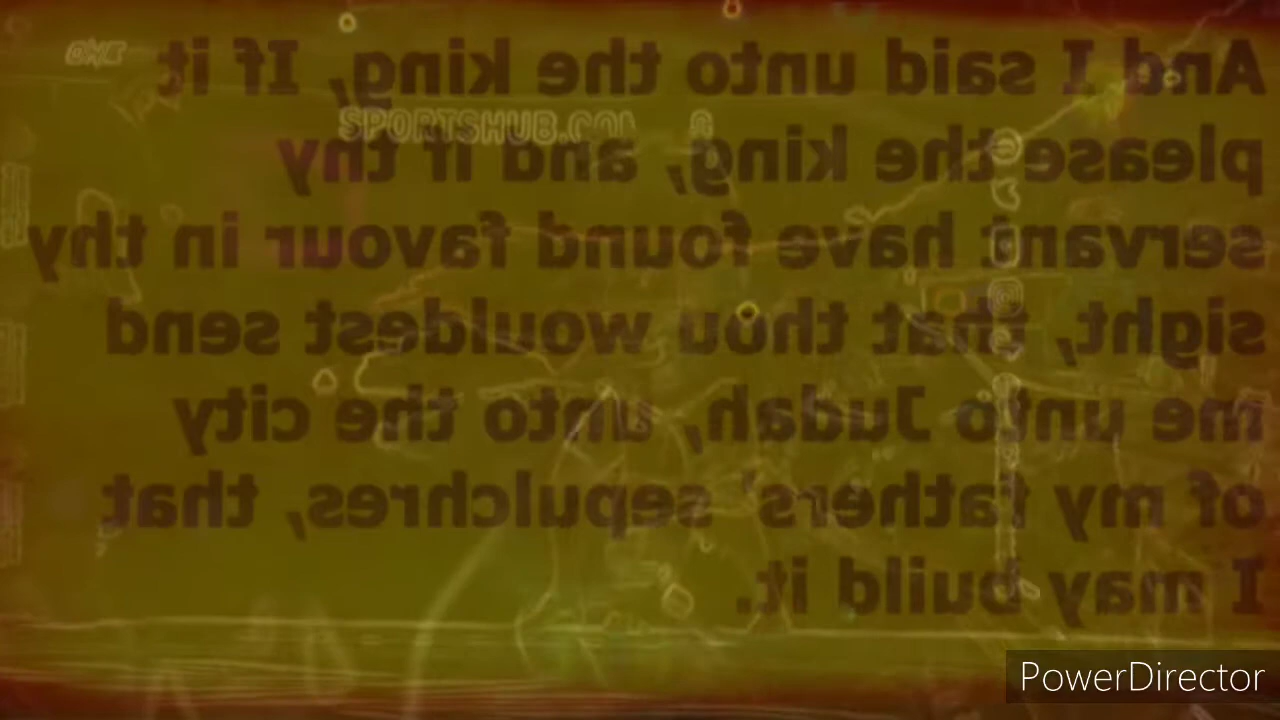 And I said unto the king, If it
please the king, and if thy
servant have found favour in thy
sight, that thou wouldest send
me unto Judah, unto the city
of my fathers' sepulchres, that
I may build it.
SPORTSHUB.COM
PowerDirector